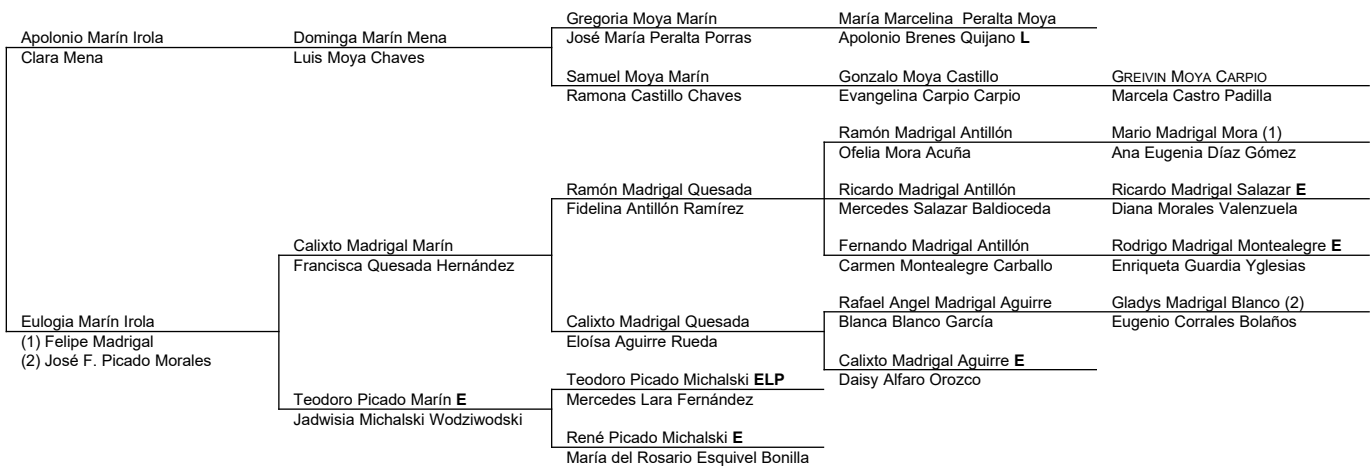 Gregoria Moya Marín María Marcelina Peralta Moya
Apolonio Marín Irola Dominga Marín Mena José María Peralta Porras Apolonio Brenes Quijano L
Clara Mena Luis Moya Chaves
Samuel Moya Marín Gonzalo Moya Castillo GREIVIN MOYA CARPIO
Ramona Castillo Chaves Evangelina Carpio Carpio Marcela Castro Padilla
Ramón Madrigal Antillón Mario Madrigal Mora (1)
Ofelia Mora Acuña Ana Eugenia Díaz Gómez
Ramón Madrigal Quesada Ricardo Madrigal Antillón Ricardo Madrigal Salazar E
Fidelina Antillón Ramírez Mercedes Salazar Baldioceda Diana Morales Valenzuela
Calixto Madrigal Marín Fernando Madrigal Antillón Rodrigo Madrigal Montealegre E
Francisca Quesada Hernández Carmen Montealegre Carballo Enriqueta Guardia Yglesias
Rafael Angel Madrigal Aguirre Gladys Madrigal Blanco (2)
Eulogia Marín Irola Calixto Madrigal Quesada Blanca Blanco García Eugenio Corrales Bolaños
(1) Felipe Madrigal Eloísa Aguirre Rueda
(2) José F. Picado Morales Calixto Madrigal Aguirre E
Teodoro Picado Michalski ELP Daisy Alfaro Orozco
Teodoro Picado Marín E Mercedes Lara Fernández
Jadwisia Michalski Wodziwodski
René Picado Michalski E
María del Rosario Esquivel Bonilla